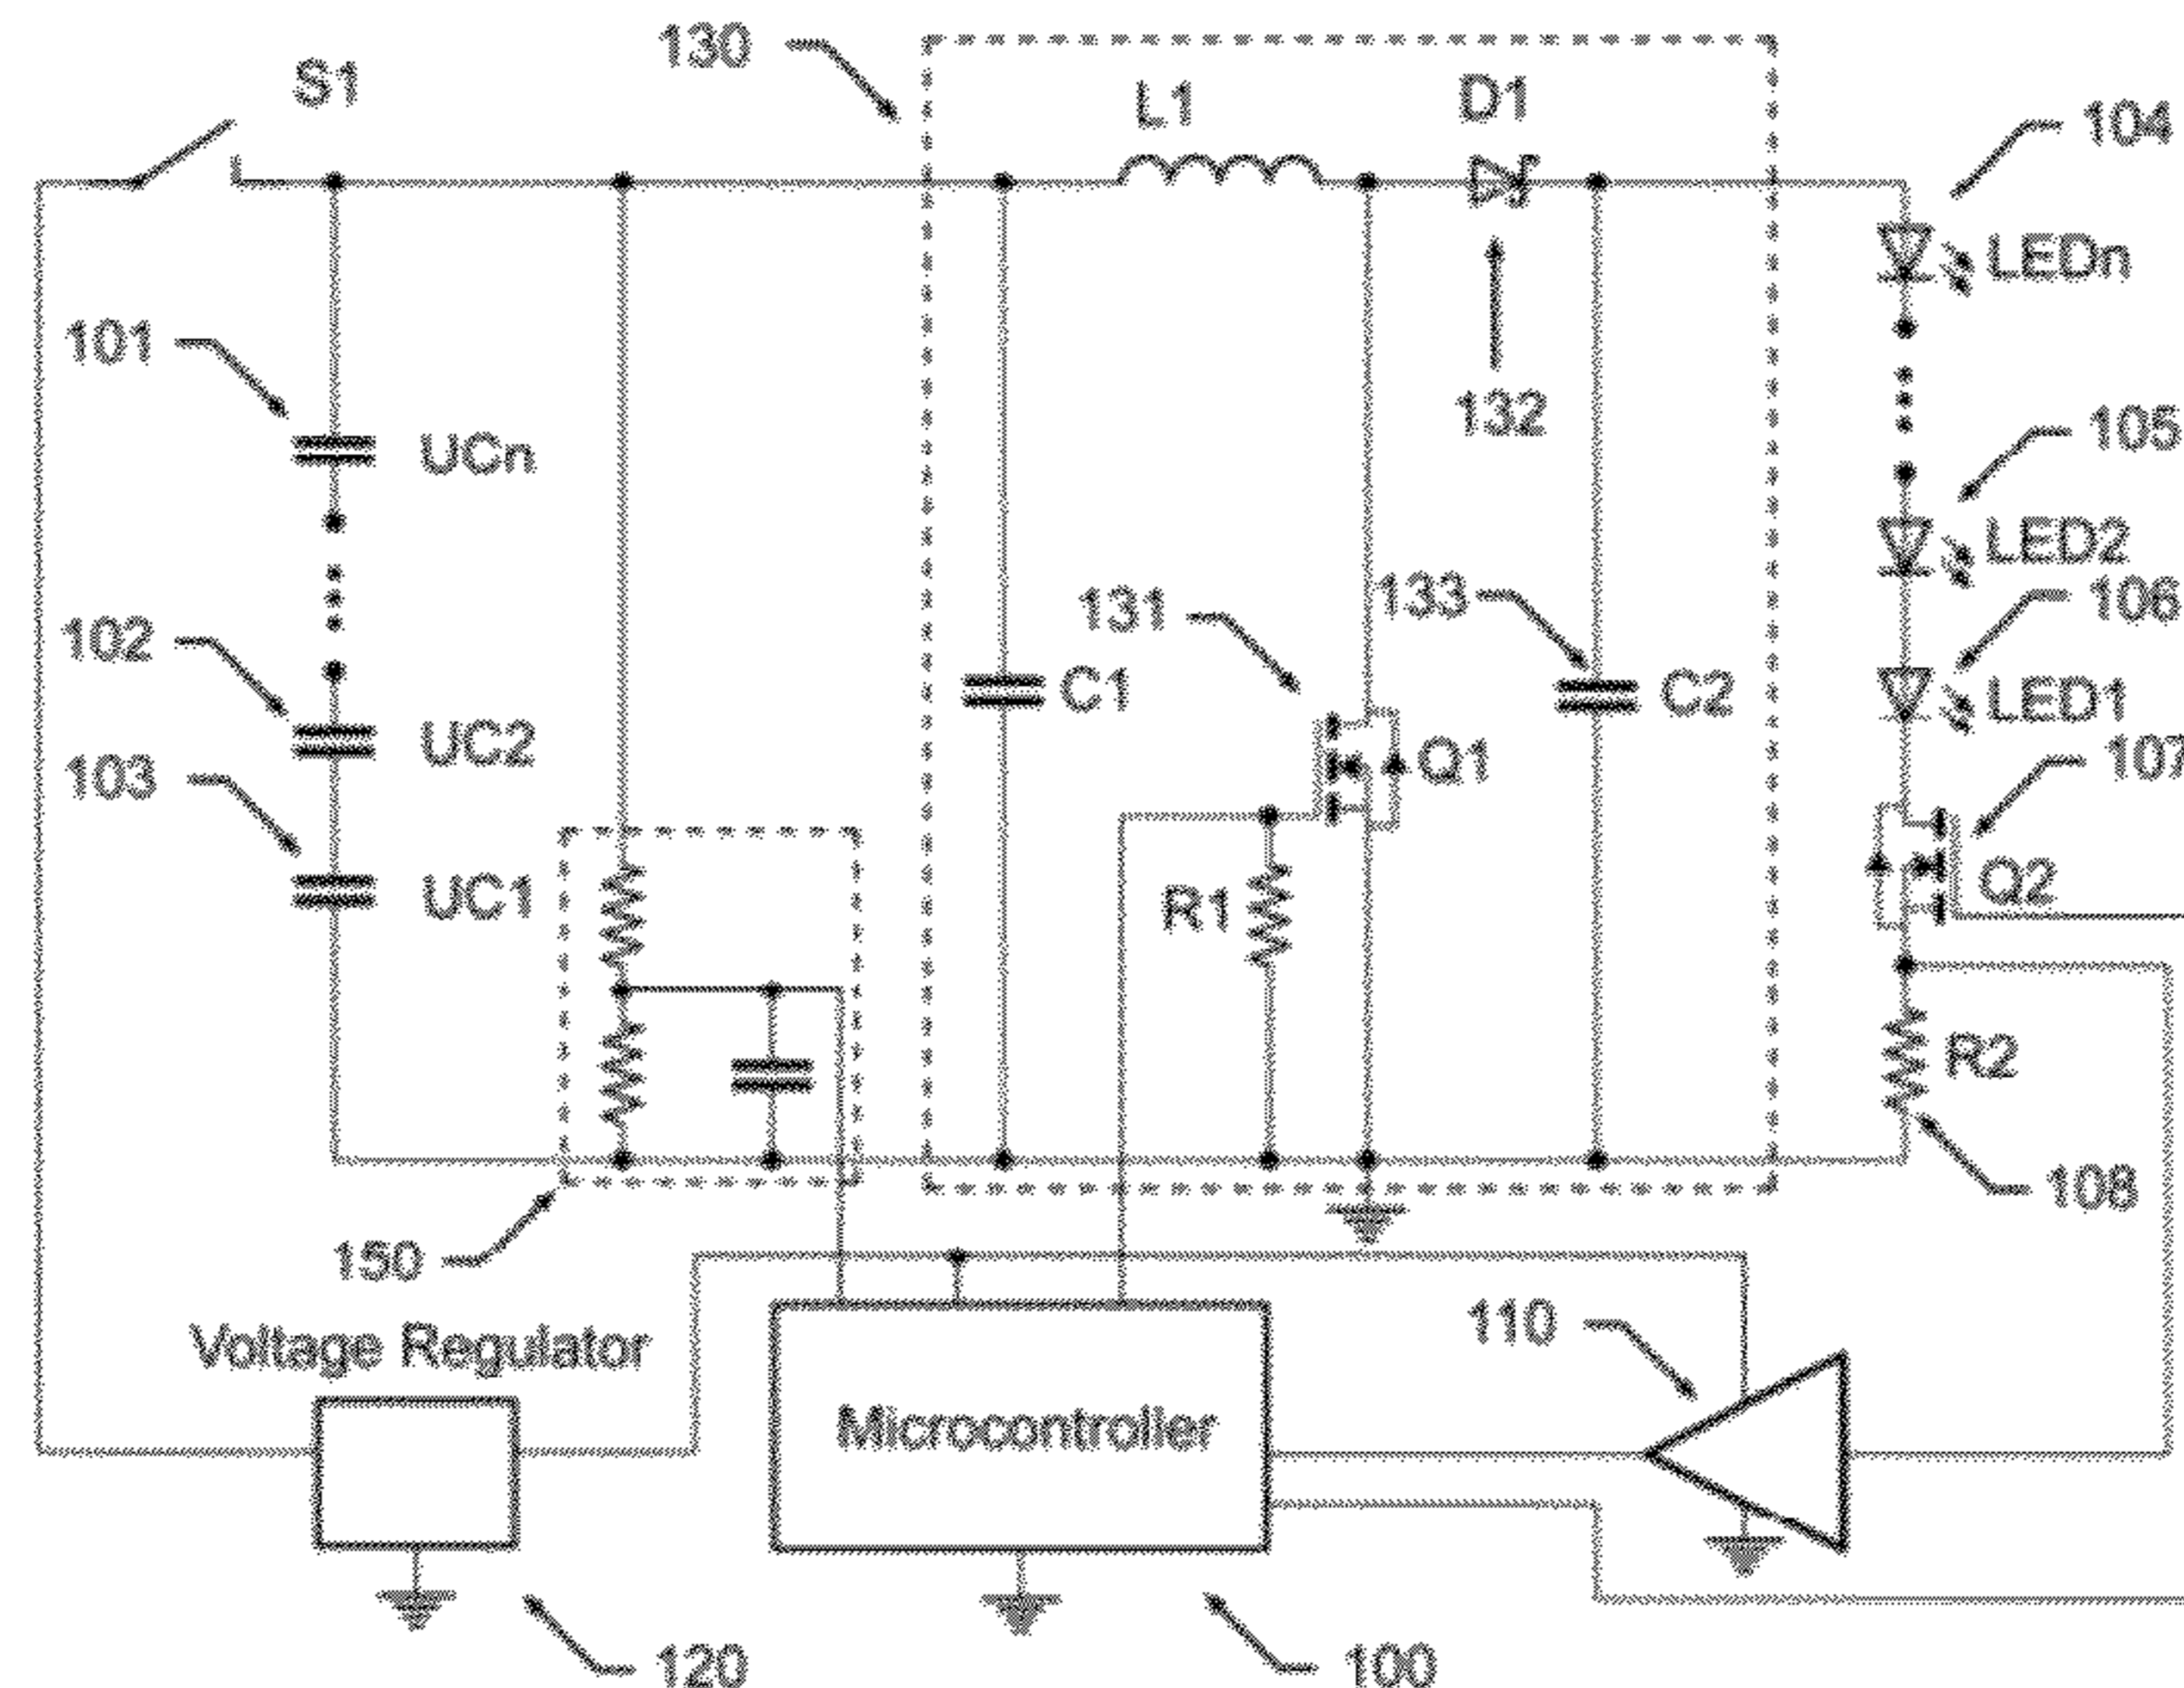 130
S1
L1
D1
104
LEDn
101
UCn
132
105
LED2
102
UC2
131
133
106
LED1
C1
C2
103
UC1
Q1
107
Q2
R1
R2
108
150
Voltage Regulator
110
Microcontroller
120
100